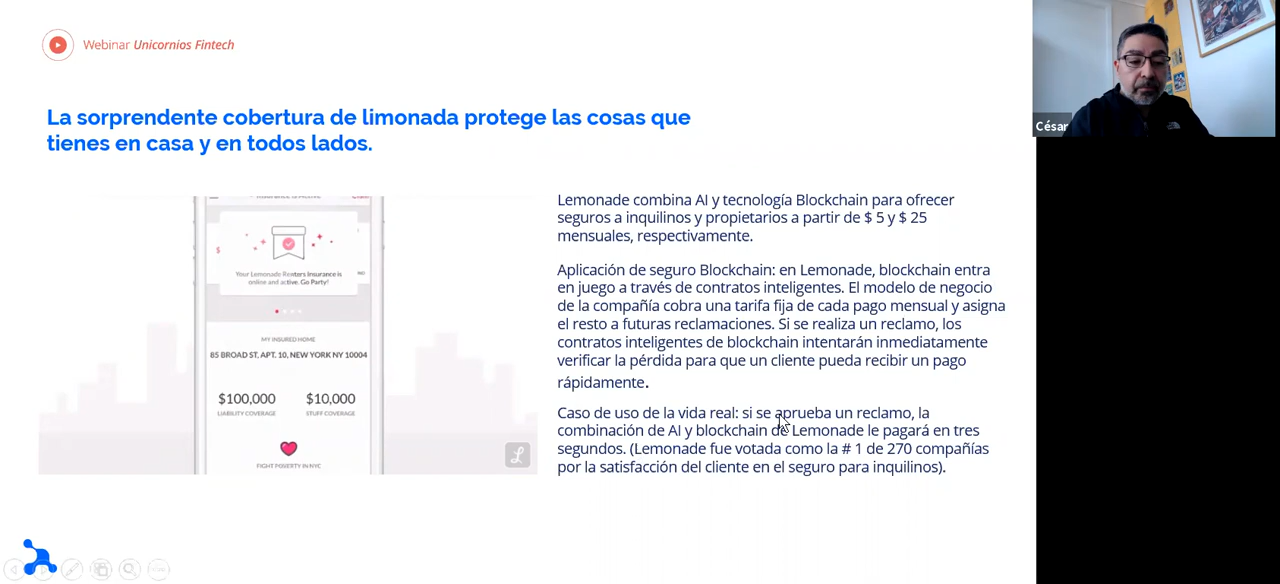 Webinar Unicornios Fintech
La sorprendente cobertura de limonada protege las cosas que
tienes en casa y en todos lados.
Your Lemonade Renters Insurance is
online and active. Go Party!
MY INSURED HOME
85 BROAD ST, APT. 10, NEW YORK NY 10004
$100,000 $10,000
LIABILITY COVERAGE STUFF COVERAGE
FIGHT POVERTY IN NYC
Lemonade combina AI y tecnología Blockchain para ofrecer
seguros a inquilinos y propietarios a partir de $ 5 y $ 25
mensuales, respectivamente.
Aplicación de seguro Blockchain: en Lemonade, blockchain entra
en juego a través de contratos inteligentes. El modelo de negocio
de la compañía cobra una tarifa fija de cada pago mensual y asigna
el resto a futuras reclamaciones. Si se realiza un reclamo, los
contratos inteligentes de blockchain intentarán inmediatamente
verificar la pérdida para que un cliente pueda recibir un pago
rápidamente.
Caso de uso de la vida real: si se aprueba un reclamo, la
combinación de AI y blockchain de Lemonade le pagará en tres
segundos. (Lemonade fue votada como la # 1 de 270 compañías
por la satisfacción del cliente en el seguro para inquilinos).
César